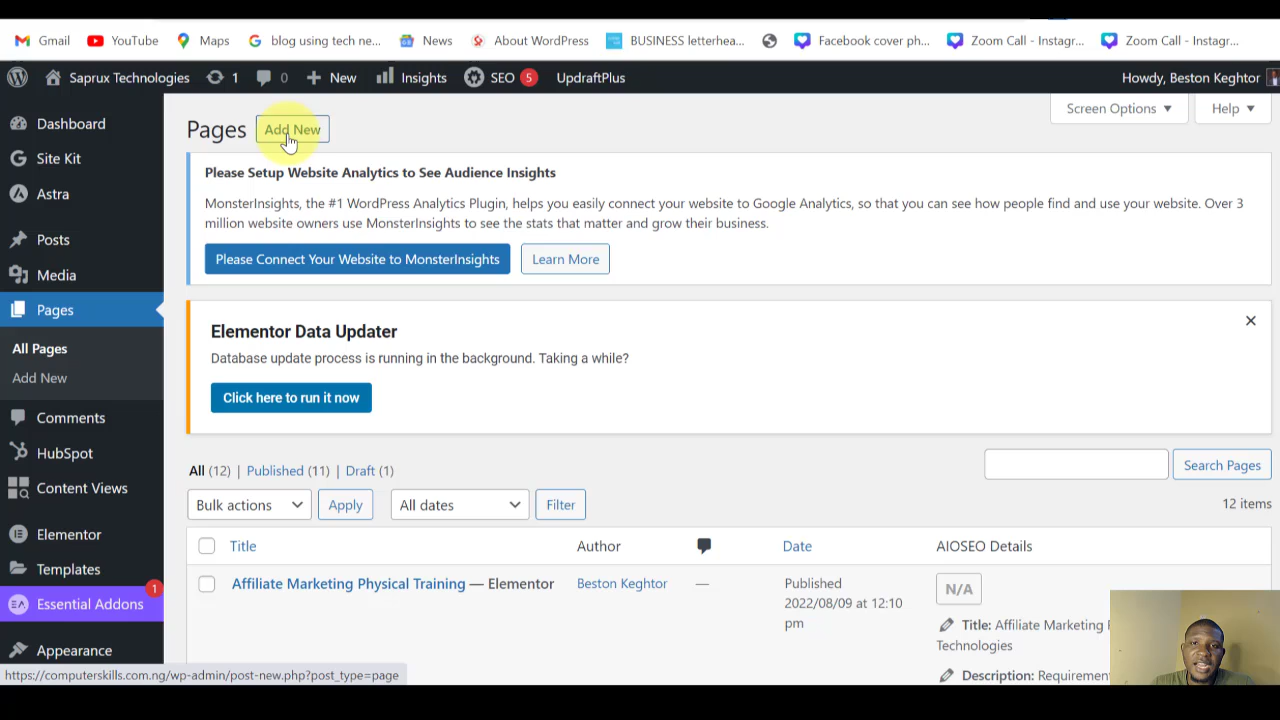 Gmail YouTube Maps blog using tech ne... News About WordPress BUSINESS letterhea... Facebook cover ph... Zoom Call - Instagr... Zoom Call - Instagr...
Saprux Technologies 1 0 New Insights SEO 5 UpdraftPlus Howdy, Beston Keghtor
Screen Options Help
Dashboard
Site Kit
Astra
Posts
Media
Pages
All Pages
Add New
Comments
HubSpot
Content Views
Elementor
Templates
Essential Addons 1
Appearance
Pages Add New
Please Setup Website Analytics to See Audience Insights
MonsterInsights, the #1 WordPress Analytics Plugin, helps you easily connect your website to Google Analytics, so that you can see how people find and use your website. Over 3
million website owners use MonsterInsights to see the stats that matter and grow their business.
Please Connect Your Website to MonsterInsights Learn More
Elementor Data Updater
Database update process is running in the background. Taking a while?
Click here to run it now
All (12) | Published (11) | Draft (1)
Search Pages
Bulk actions Apply All dates Filter
12 items
Title Author Date AIOSEO Details
Affiliate Marketing Physical Training — Elementor Beston Keghtor — Published
2022/08/09 at 12:10
pm
N/A
Title: Affiliate Marketing
Technologies
Description: Requiremen
https://computerskills.com.ng/wp-admin/post-new.php?post_type=page